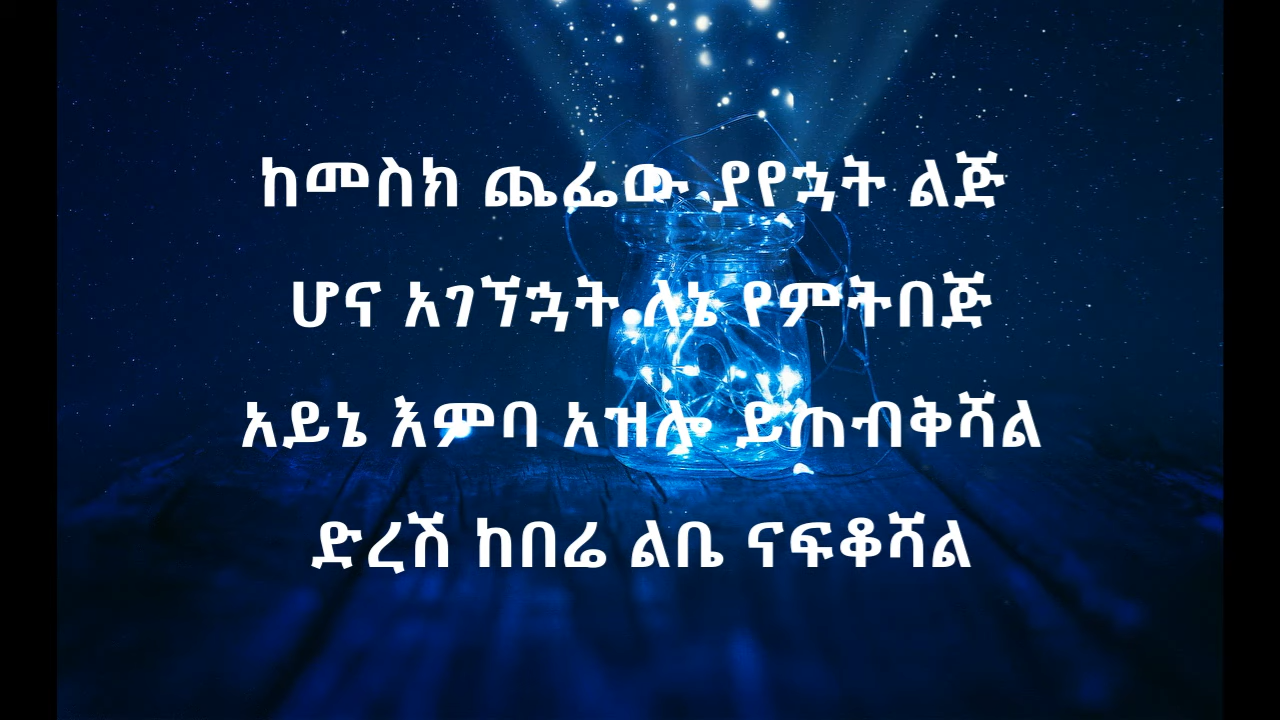 ከመስክ ጨፌው ያየኋት ልጅ
ሆና አገኘኋት ለኔ የምትበጅ
አይኔ እምባ አዝሎ ይጠብቅሻል
ድረሽ ከበሬ ልቤ ናፍቆሻል